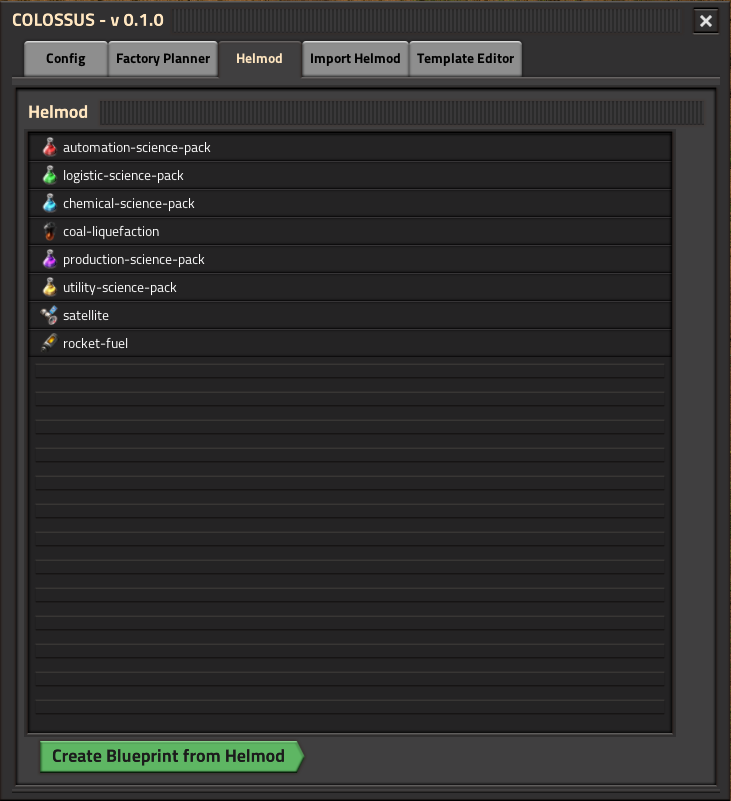 COLOSSUS - v 0.1.0
Config Factory Planner Helmod Import Helmod Template Editor
Helmod
automation-science-pack
logistic-science-pack
chemical-science-pack
coal-liquefaction
production-science-pack
utility-science-pack
satellite
rocket-fuel
Create Blueprint from Helmod